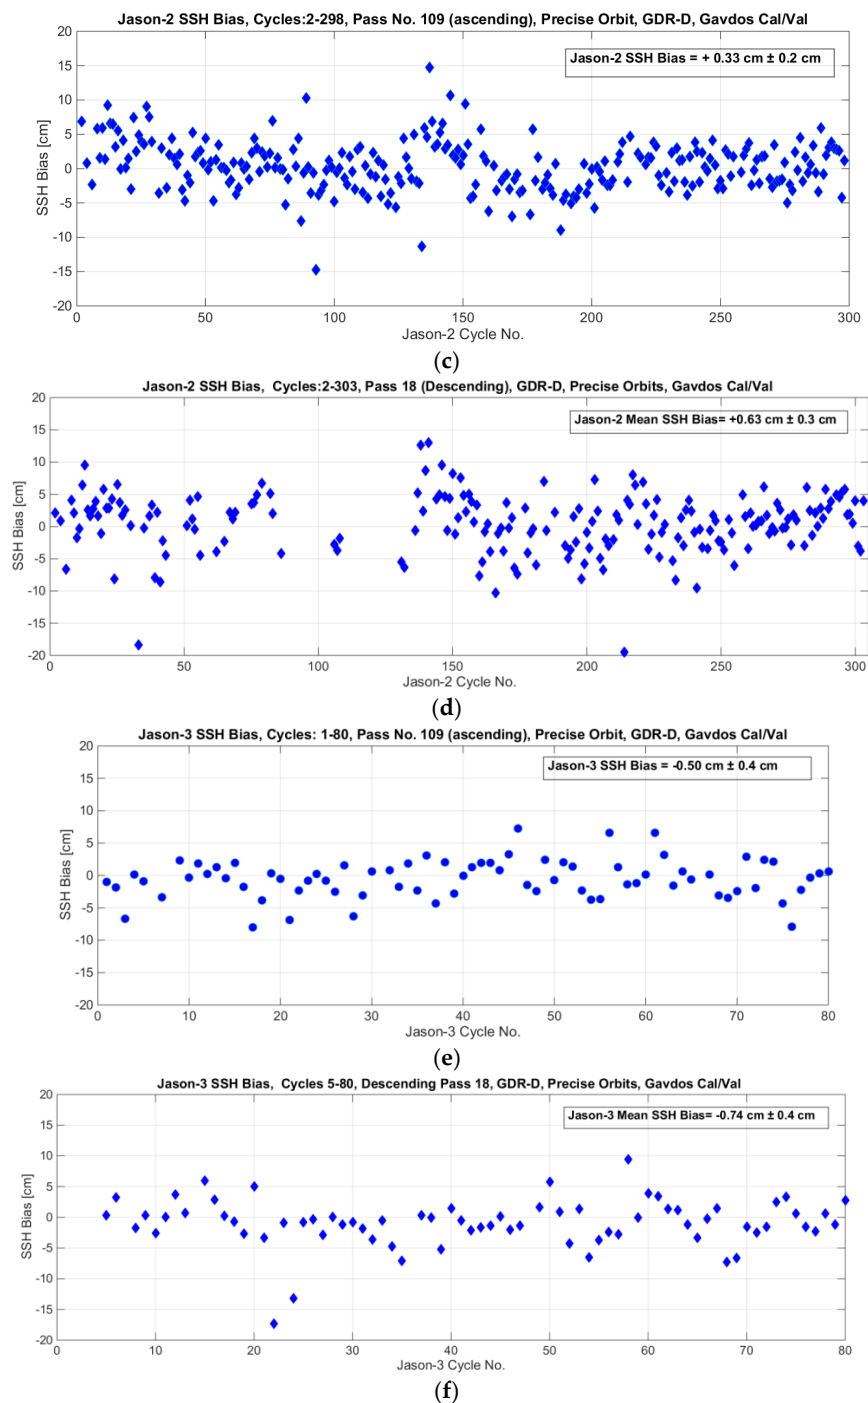 Jason-2 SSH Bias, Cycles:2-298, Pass No. 109 (ascending), Precise Orbit, GDR-D, Gavdos Cal/Val
Jason-2 SSH Bias = + 0.33 cm ± 0.2 cm
SSH Bias [cm]
20
15
10
5
0
-5
-10
-15
-20
0 50 100 150 200 250 300
Jason-2 Cycle No.
(c)
Jason-2 SSH Bias, Cycles:2-303, Pass 18 (Descending), GDR-D, Precise Orbits, Gavdos Cal/Val
Jason-2 Mean SSH Bias= +0.63 cm ± 0.3 cm
SSH Bias [cm]
20
15
10
5
0
-5
-10
-15
-20
0 50 100 150 200 250 300
Jason-2 Cycle No.
(d)
Jason-3 SSH Bias, Cycles: 1-80, Pass No. 109 (ascending), Precise Orbit, GDR-D, Gavdos Cal/Val
Jason-3 SSH Bias = -0.50 cm ± 0.4 cm
SSH Bias [cm]
20
15
10
5
0
-5
-10
-15
-20
0 10 20 30 40 50 60 70 80
Jason-3 Cycle No.
(e)
Jason-3 SSH Bias, Cycles 5-80, Descending Pass 18, GDR-D, Precise Orbits, Gavdos Cal/Val
Jason-3 Mean SSH Bias= -0.74 cm ± 0.4 cm
SSH Bias [cm]
20
15
10
5
0
-5
-10
-15
-20
0 10 20 30 40 50 60 70 80
Jason-3 Cycle No.
(f)